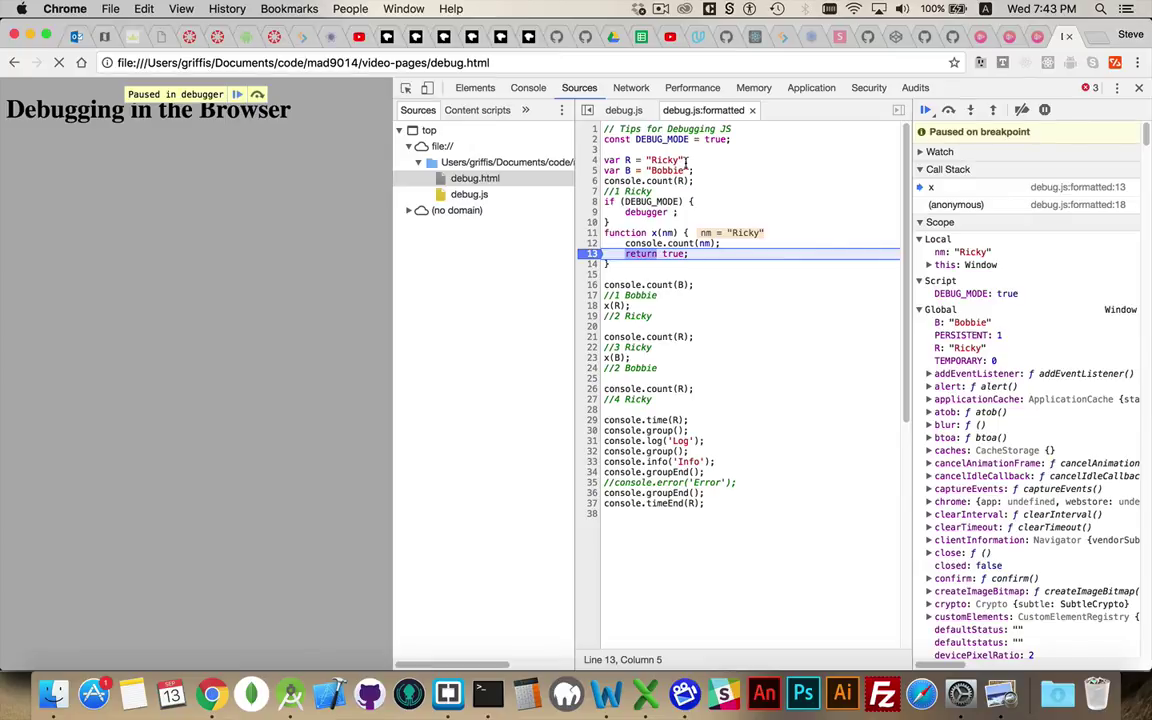 Chrome File Edit View History Bookmarks People Window Help
100% A Wed 7:43 PM
Steve
file:///Users/griffis/Documents/code/mad9014/video-pages/debug.html
Paused in debugger
Debugging in the Browser
Elements Console Sources Network Performance Memory Application Security Audits 3
Sources Content scripts »
top
file://
Users/griffis/Documents/code/
debug.html
debug.js
(no domain)
debug.js debug.js:formatted ×
1 // Tips for Debugging JS
2 const DEBUG_MODE = true;
3
4 var R = "Ricky";
5 var B = "Bobbie";
6 console.count(R);
7 //1 Ricky
8 if (DEBUG_MODE) {
9 debugger ;
10 }
11 function x(nm) { nm = "Ricky"
12 console.count(nm);
13 return true;
14 }
15
16 console.count(B);
17 //1 Bobbie
18 x(R);
19 //2 Ricky
20
21 console.count(R);
22 //3 Ricky
23 x(B);
24 //2 Bobbie
25
26 console.count(R);
27 //4 Ricky
28
29 console.time(R);
30 console.group();
31 console.log('Log');
32 console.group();
33 console.info('Info');
34 console.groupEnd();
35 //console.error('Error');
36 console.groupEnd();
37 console.timeEnd(R);
38
Line 13, Column 5
Paused on breakpoint
Watch
Call Stack
x debug.js:formatted:13
(anonymous) debug.js:formatted:18
Scope
Local
nm: "Ricky"
this: Window
Script
DEBUG_MODE: true
Global Window
B: "Bobbie"
PERSISTENT: 1
R: "Ricky"
TEMPORARY: 0
addEventListener: ƒ addEventListener()
alert: ƒ alert()
applicationCache: ApplicationCache {sta
atob: ƒ atob()
blur: ƒ ()
btoa: ƒ btoa()
caches: CacheStorage {}
cancelAnimationFrame: ƒ cancelAnimation
cancelIdleCallback: ƒ cancelIdleCallbac
captureEvents: ƒ captureEvents()
chrome: {app: undefined, webstore: unde
clearInterval: ƒ clearInterval()
clearTimeout: ƒ clearTimeout()
clientInformation: Navigator {vendorSub
close: ƒ ()
closed: false
confirm: ƒ confirm()
createImageBitmap: ƒ createImageBitmap(
crypto: Crypto {subtle: SubtleCrypto}
customElements: CustomElementRegistry {
defaultStatus: ""
defaultstatus: ""
devicePixelRatio: 2
1
SEP
13
An Ps Ai Fz